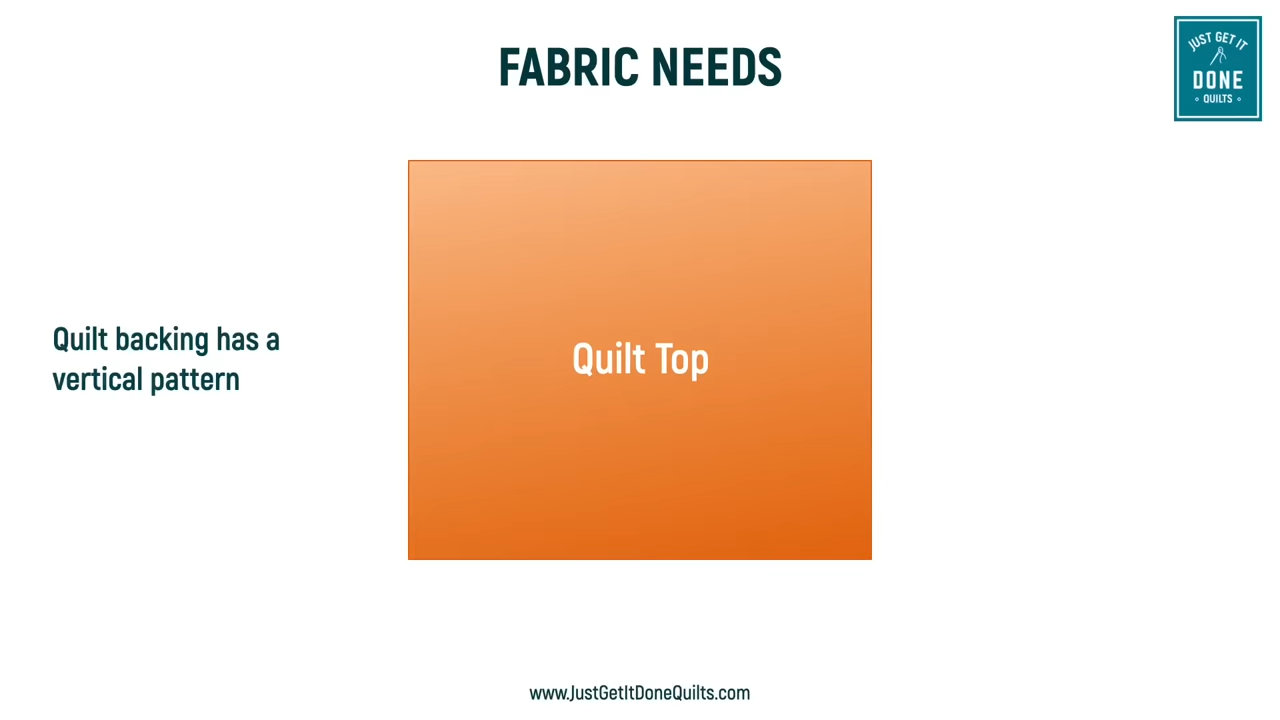 FABRIC NEEDS
JUST GET IT
DONE
QUILTS
Quilt Top
Quilt backing has a
vertical pattern
www.JustGetItDoneQuilts.com